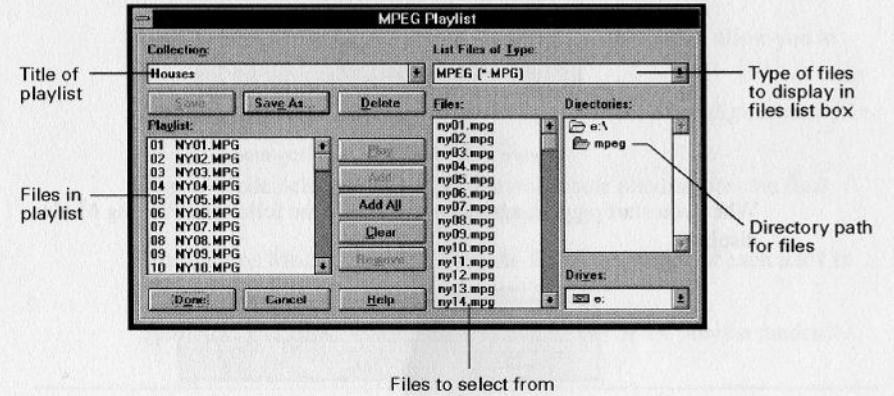 MPEG Playlist
Collection:
Houses
Save
Save As...
Delete
Playlist:
01 NY01.MPG
02 NY02.MPG
03 NY03.MPG
04 NY04.MPG
05 NY05.MPG
06 NY06.MPG
07 NY07.MPG
08 NY08.MPG
09 NY09.MPG
10 NY10.MPG
Play
Add
Add All
Clear
Remove
Done
Cancel
Help
List Files of Type:
MPEG (*.MPG)
Files:
ny01.mpg
ny02.mpg
ny03.mpg
ny04.mpg
ny05.mpg
ny06.mpg
ny07.mpg
ny08.mpg
ny09.mpg
ny10.mpg
ny11.mpg
ny12.mpg
ny13.mpg
ny14.mpg
Directories:
e:\
mpeg
Drives:
e:
Title of
playlist
Files in
playlist
Type of files
to display in
files list box
Directory path
for files
Files to select from